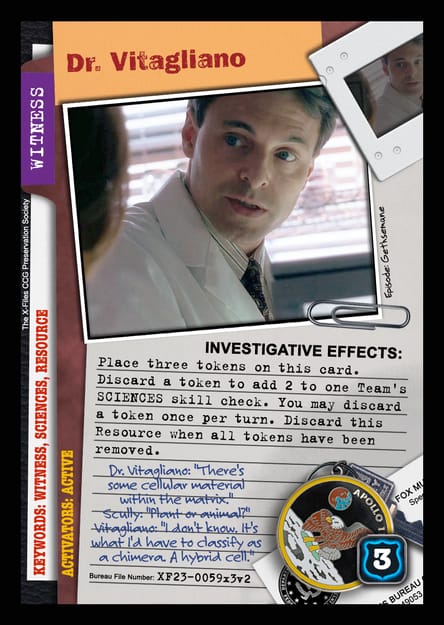 Dr. Vitagliano
WITNESS
The X-Files CCG Preservation Society
KEYWORDS: WITNESS, SCIENCES, RESOURCE
ACTIVATORS: ACTIVE
Episode: Gethsemane
INVESTIGATIVE EFFECTS:
Place three tokens on this card.
Discard a token to add 2 to one Team's
SCIENCES skill check. You may discard
a token once per turn. Discard this
Resource when all tokens have been
removed.
Dr. Vitagliano: "There's
some cellular material
within the matrix."
Scully: "Plant or animal?"
Vitagliano: "I don't know. It's
what I'd have to classify as
a chimera. A hybrid cell."
APOLLO
FOX MU
Spe
3
BUREAU
49053
Bureau File Number: XF23-0059x3v2